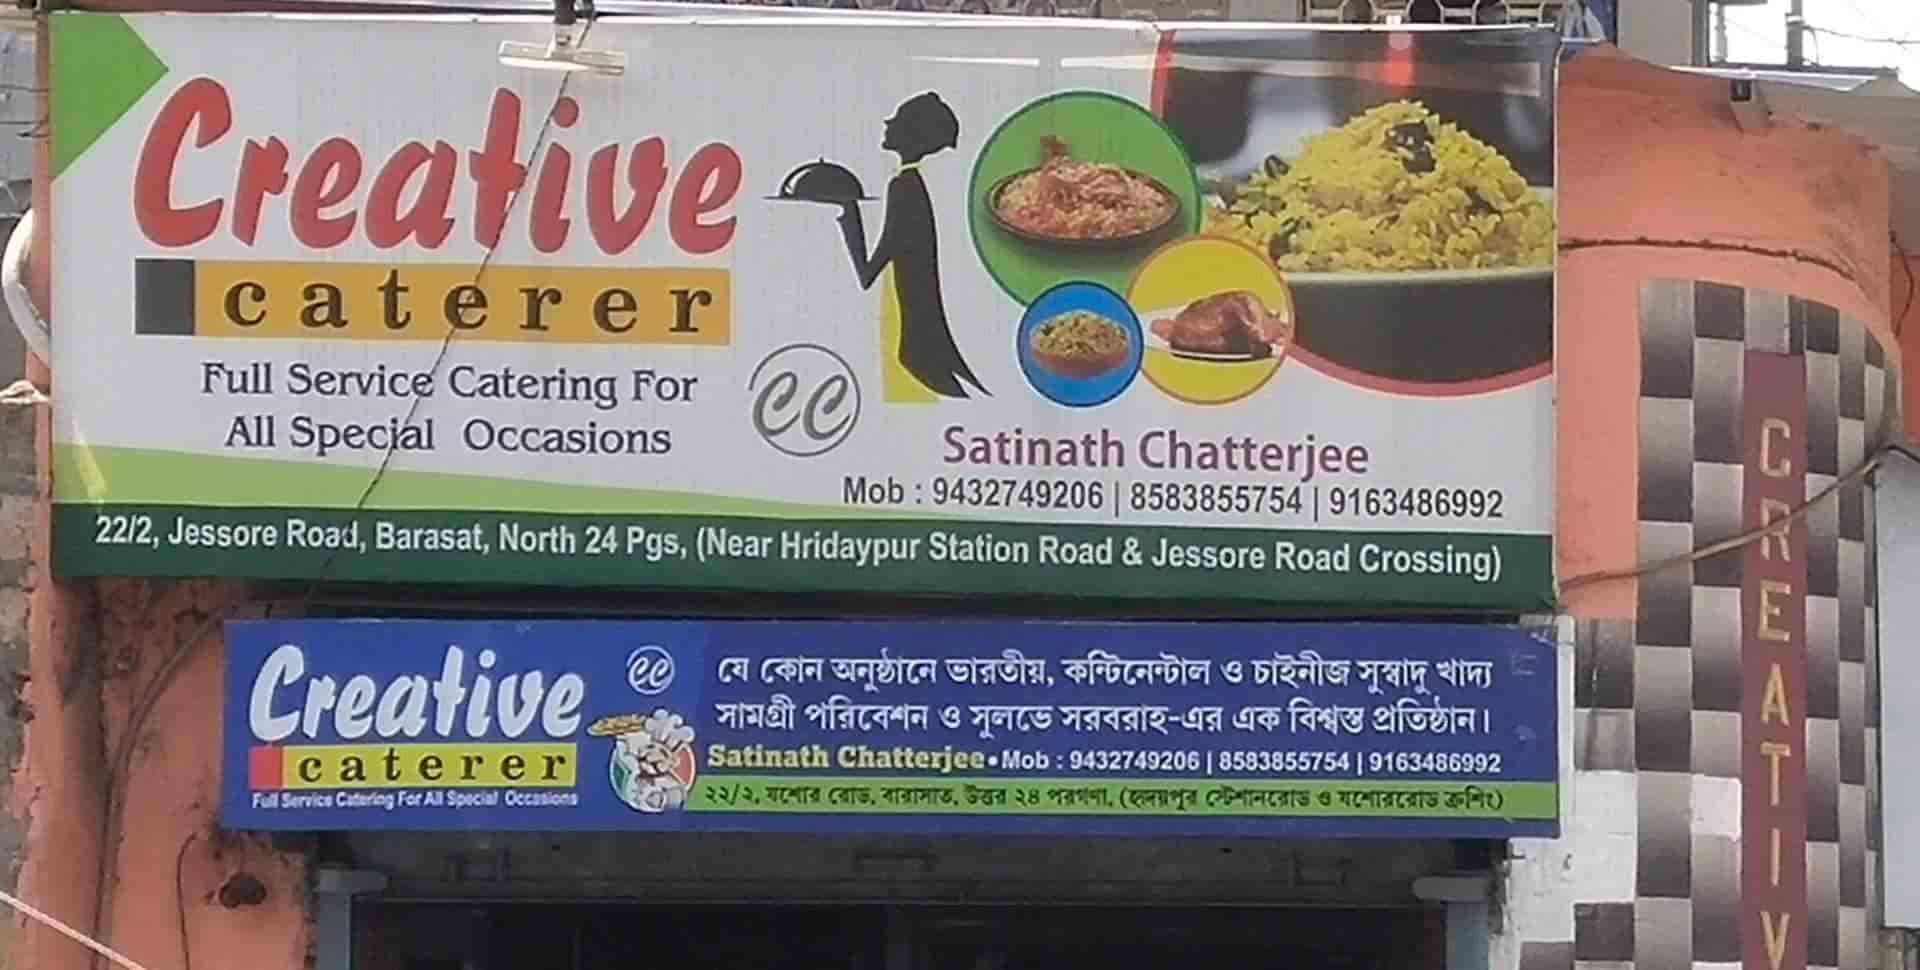 Creative
caterer
Full Service Catering For
All Special Occasions
CC
Satinath Chatterjee
Mob : 9432749206 | 8583855754 | 9163486992
22/2, Jessore Road, Barasat, North 24 Pgs, (Near Hridaypur Station Road & Jessore Road Crossing)
Creative
caterer
Full Service Catering For All Special Occasions
CC
যে কোন অনুষ্ঠানে ভারতীয়, কন্টিনেন্টাল ও চাইনীজ সুস্বাদু খাদ্য
সামগ্রী পরিবেশন ও সুলভে সরবরাহ-এর এক বিশ্বস্ত প্রতিষ্ঠান।
Satinath Chatterjee•Mob : 9432749206 | 8583855754 | 9163486992
২২/২, যশোর রোড, বারাসাত, উত্তর ২৪ পরগণা, (হৃদয়পুর স্টেশানরোড ও যশোররোড ক্রশিং)
CREATIV